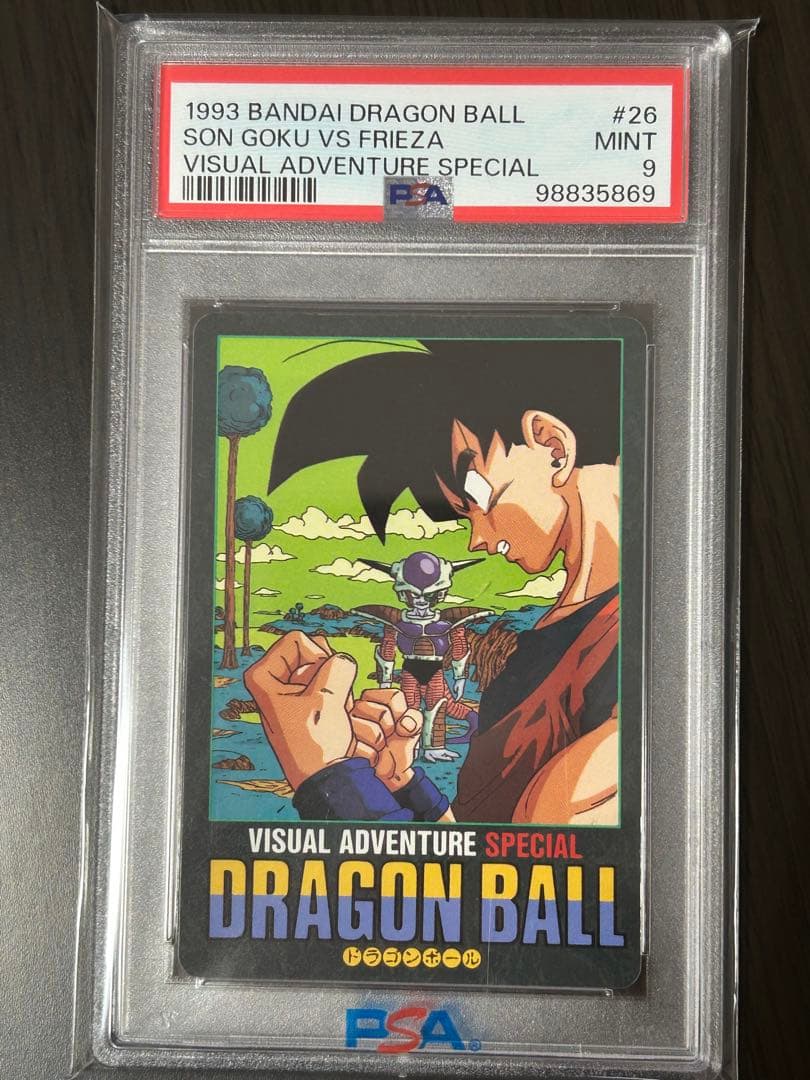 1993 BANDAI DRAGON BALL #26
SON GOKU VS FRIEZA MINT
VISUAL ADVENTURE SPECIAL 9
PSA 98835869
VISUAL ADVENTURE SPECIAL
DRAGON BALL
ドラゴンボール
PSA®